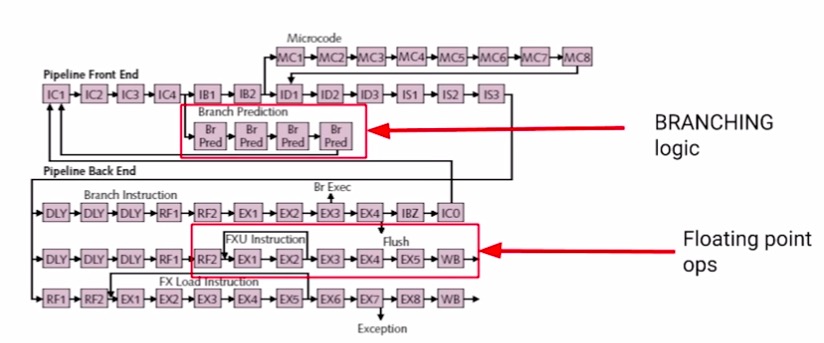 Microcode
MC1 MC2 MC3 MC4 MC5 MC6 MC7 MC8
Pipeline Front End
IC1 IC2 IC3 IC4 IB1 IB2 ID1 ID2 ID3 IS1 IS2 IS3
Branch Prediction
Br Pred Br Pred Br Pred Br Pred
BRANCHING
logic
Pipeline Back End
Branch Instruction
Br Exec
DLY DLY DLY RF1 RF2 EX1 EX2 EX3 EX4 IBZ IC0
Flush
FXU Instruction
DLY DLY DLY RF1 RF2 EX1 EX2 EX3 EX4 EX5 WB
Floating point
ops
FX Load Instruction
RF1 RF2 EX1 EX2 EX3 EX4 EX5 EX6 EX7 EX8 WB
Exception